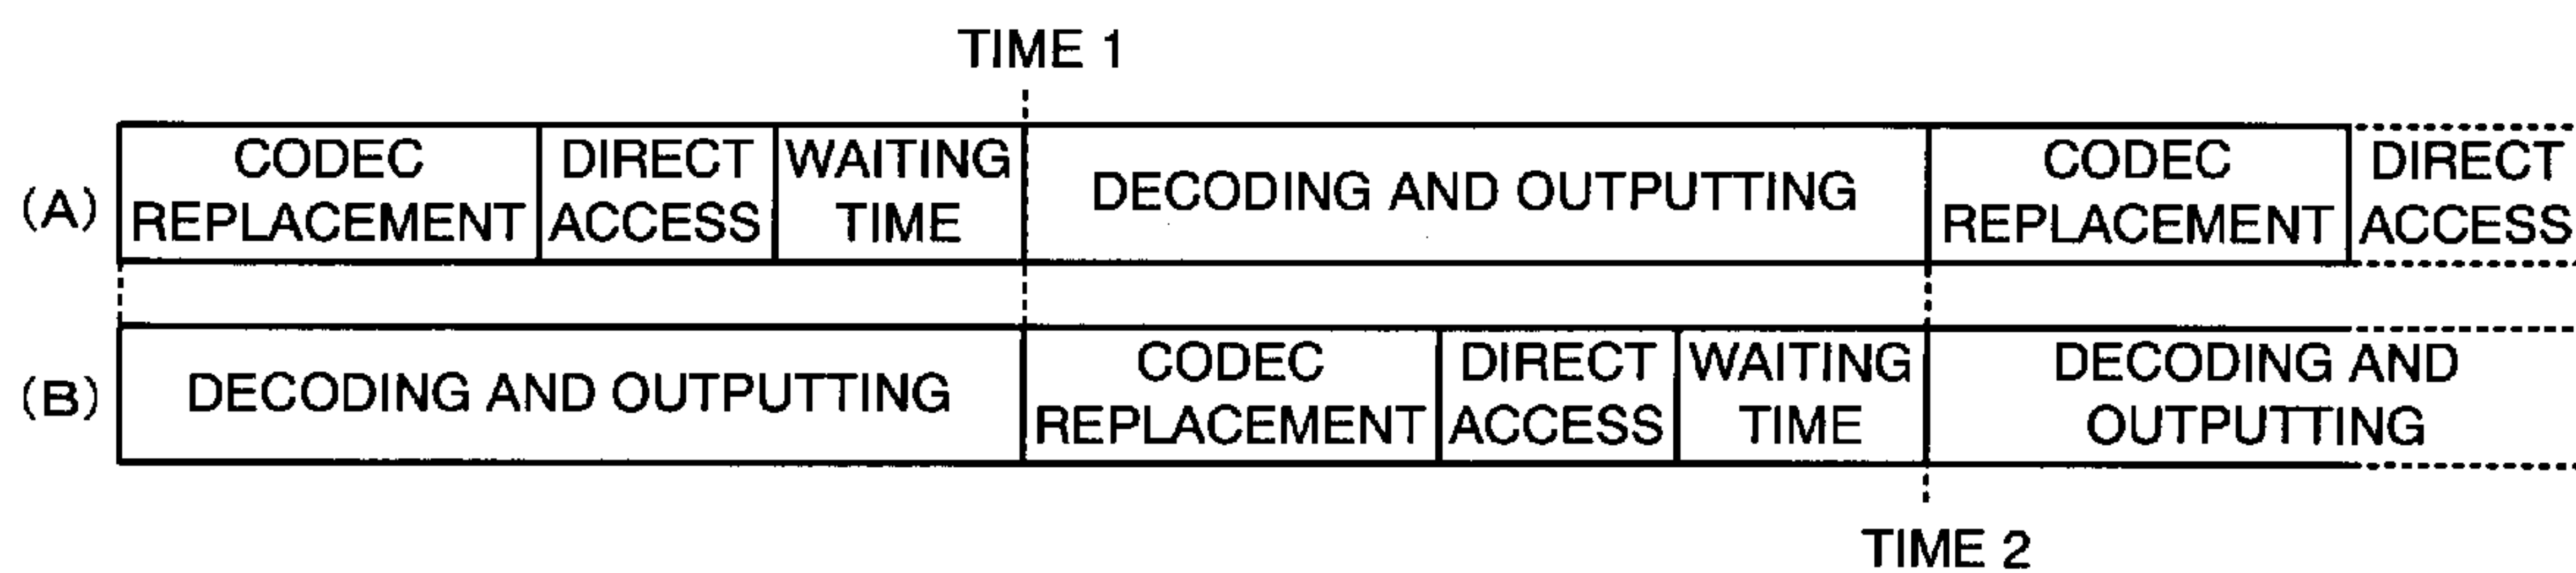 TIME 1
(A)
CODEC
REPLACEMENT
DIRECT
ACCESS
WAITING
TIME
DECODING AND OUTPUTTING
CODEC
REPLACEMENT
DIRECT
ACCESS
(B)
DECODING AND OUTPUTTING
CODEC
REPLACEMENT
DIRECT
ACCESS
WAITING
TIME
DECODING AND
OUTPUTTING
TIME 2